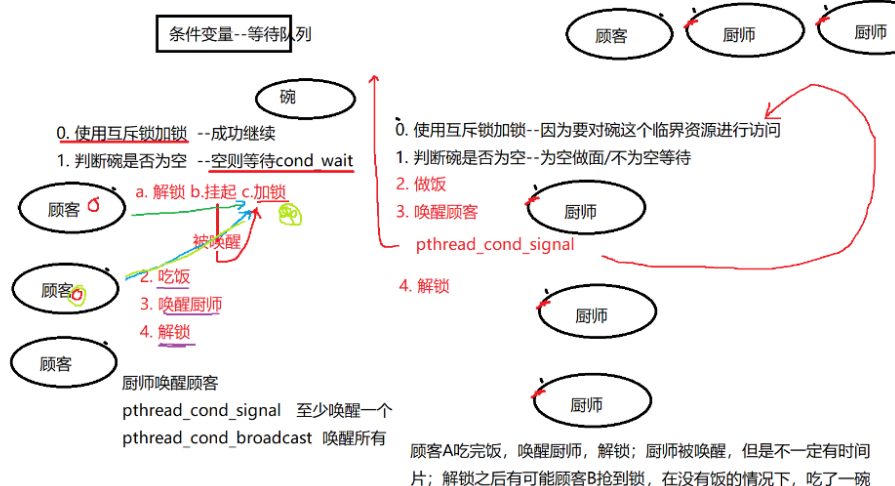 条件变量--等待队列
顾客
厨师
厨师
碗
0. 使用互斥锁加锁 --成功继续
1. 判断碗是否为空 --空则等待cond_wait
a. 解锁 b.挂起 c.加锁
顾客
被唤醒
顾客
2. 吃饭
3. 唤醒厨师
4. 解锁
顾客
厨师唤醒顾客
pthread_cond_signal 至少唤醒一个
pthread_cond_broadcast 唤醒所有
0. 使用互斥锁加锁--因为要对碗这个临界资源进行访问
1. 判断碗是否为空--为空做面/不为空等待
2. 做饭
3. 唤醒顾客
pthread_cond_signal
4. 解锁
厨师
厨师
厨师
顾客A吃完饭，唤醒厨师，解锁；厨师被唤醒，但是不一定有时间
片；解锁之后有可能顾客B抢到锁，在没有饭的情况下，吃了一碗